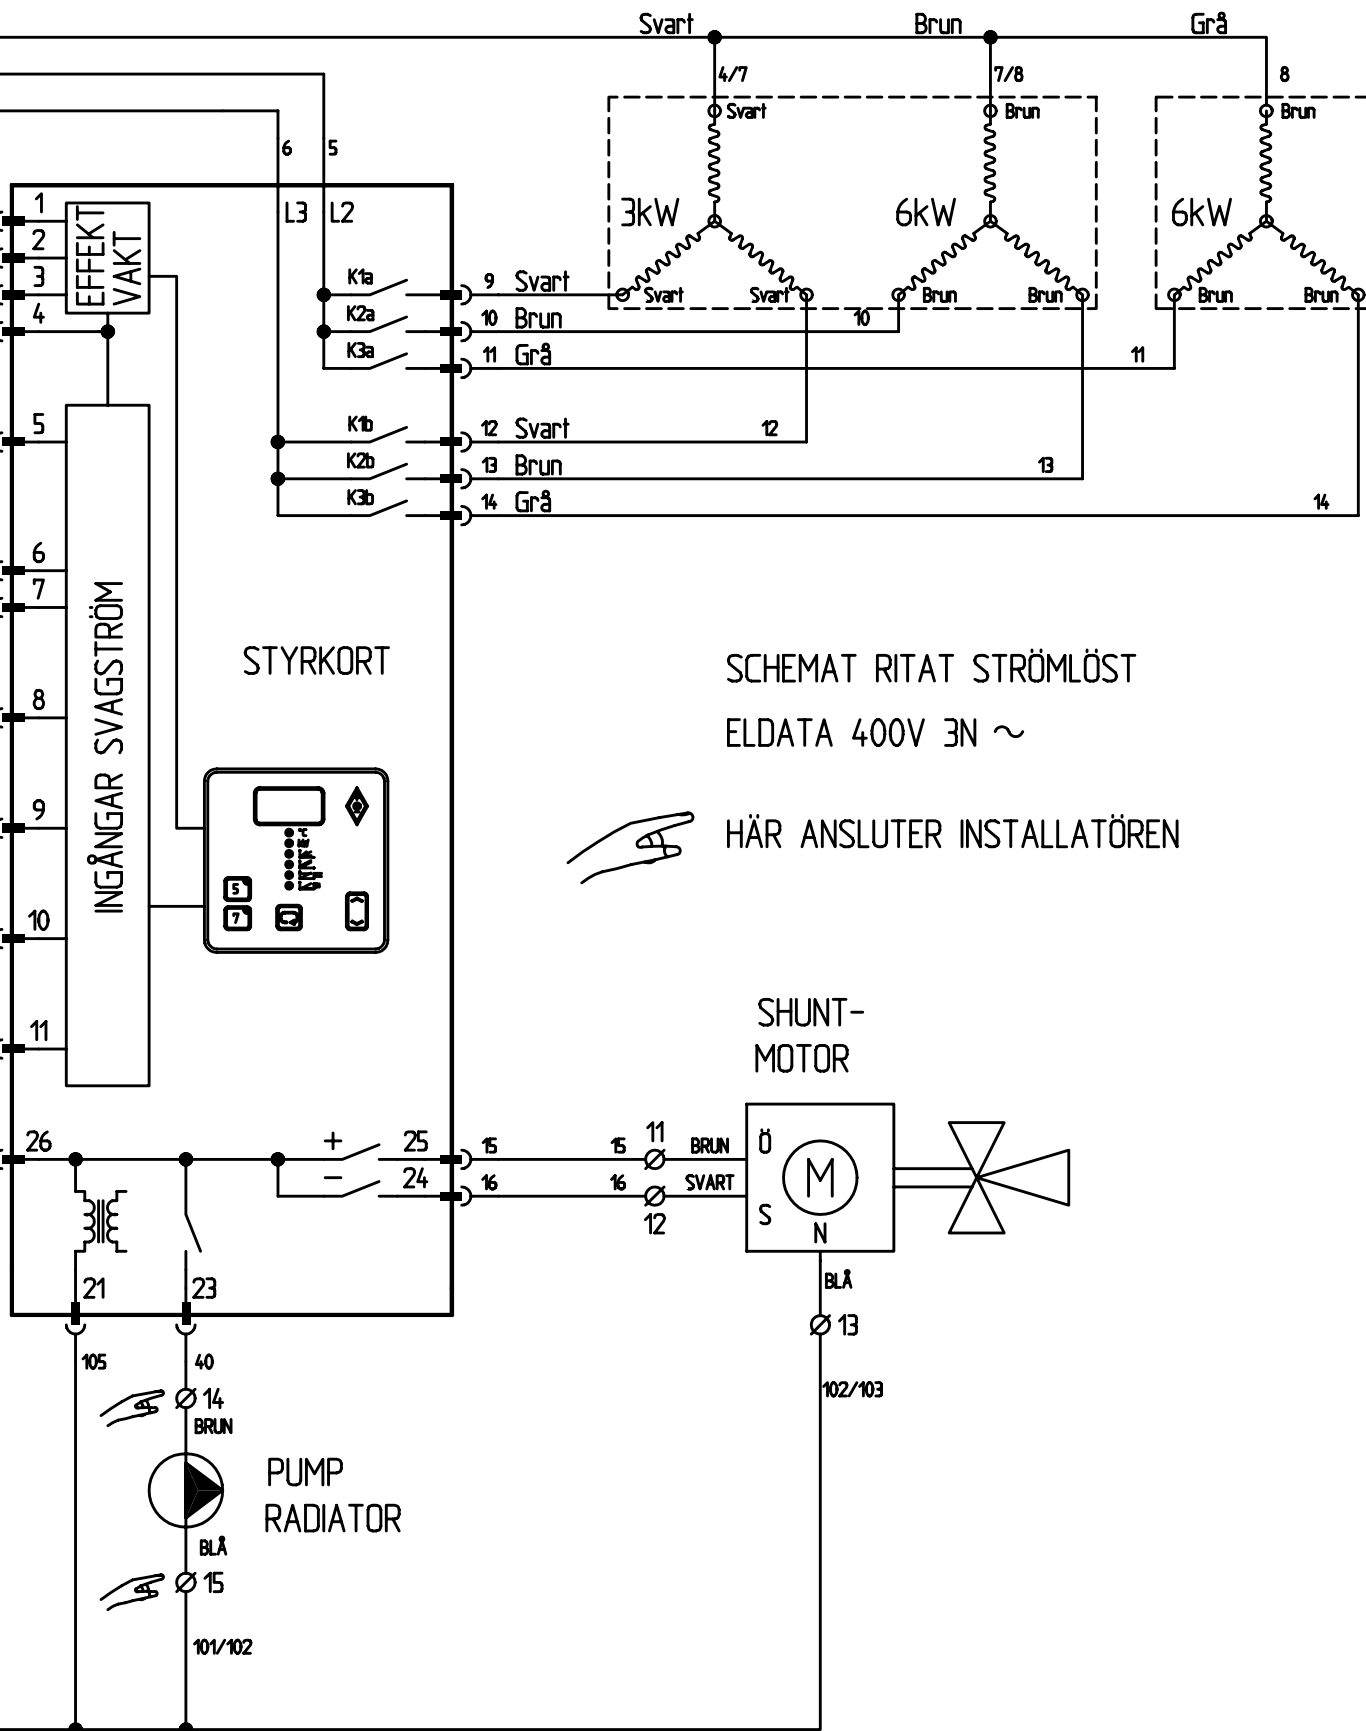 Svart Brun Grå
4/7 7/8 8
Svart Brun Brun
6 5
L3 L2
3kW 6kW 6kW
1
2
3
4
EFFEKT
VAKT
K1a 9 Svart Svart Svart Brun Brun Brun Brun
K2a 10 Brun 10
K3a 11 Grå 11
5 K1b 12 Svart 12
K2b 13 Brun 13
K3b 14 Grå 14
6
7
8
9
10
11
INGÅNGAR SVAGSTRÖM
STYRKORT
SCHEMAT RITAT STRÖMLÖST
ELDATA 400V 3N ~
HÄR ANSLUTER INSTALLATÖREN
°C
5
7
SHUNT-
MOTOR
26 + 25 15 15 11 BRUN Ö
- 24 16 16 12 SVART S
M
N
BLÅ
13
102/103
21 23
105 40
14
BRUN
PUMP
RADIATOR
BLÅ
15
101/102